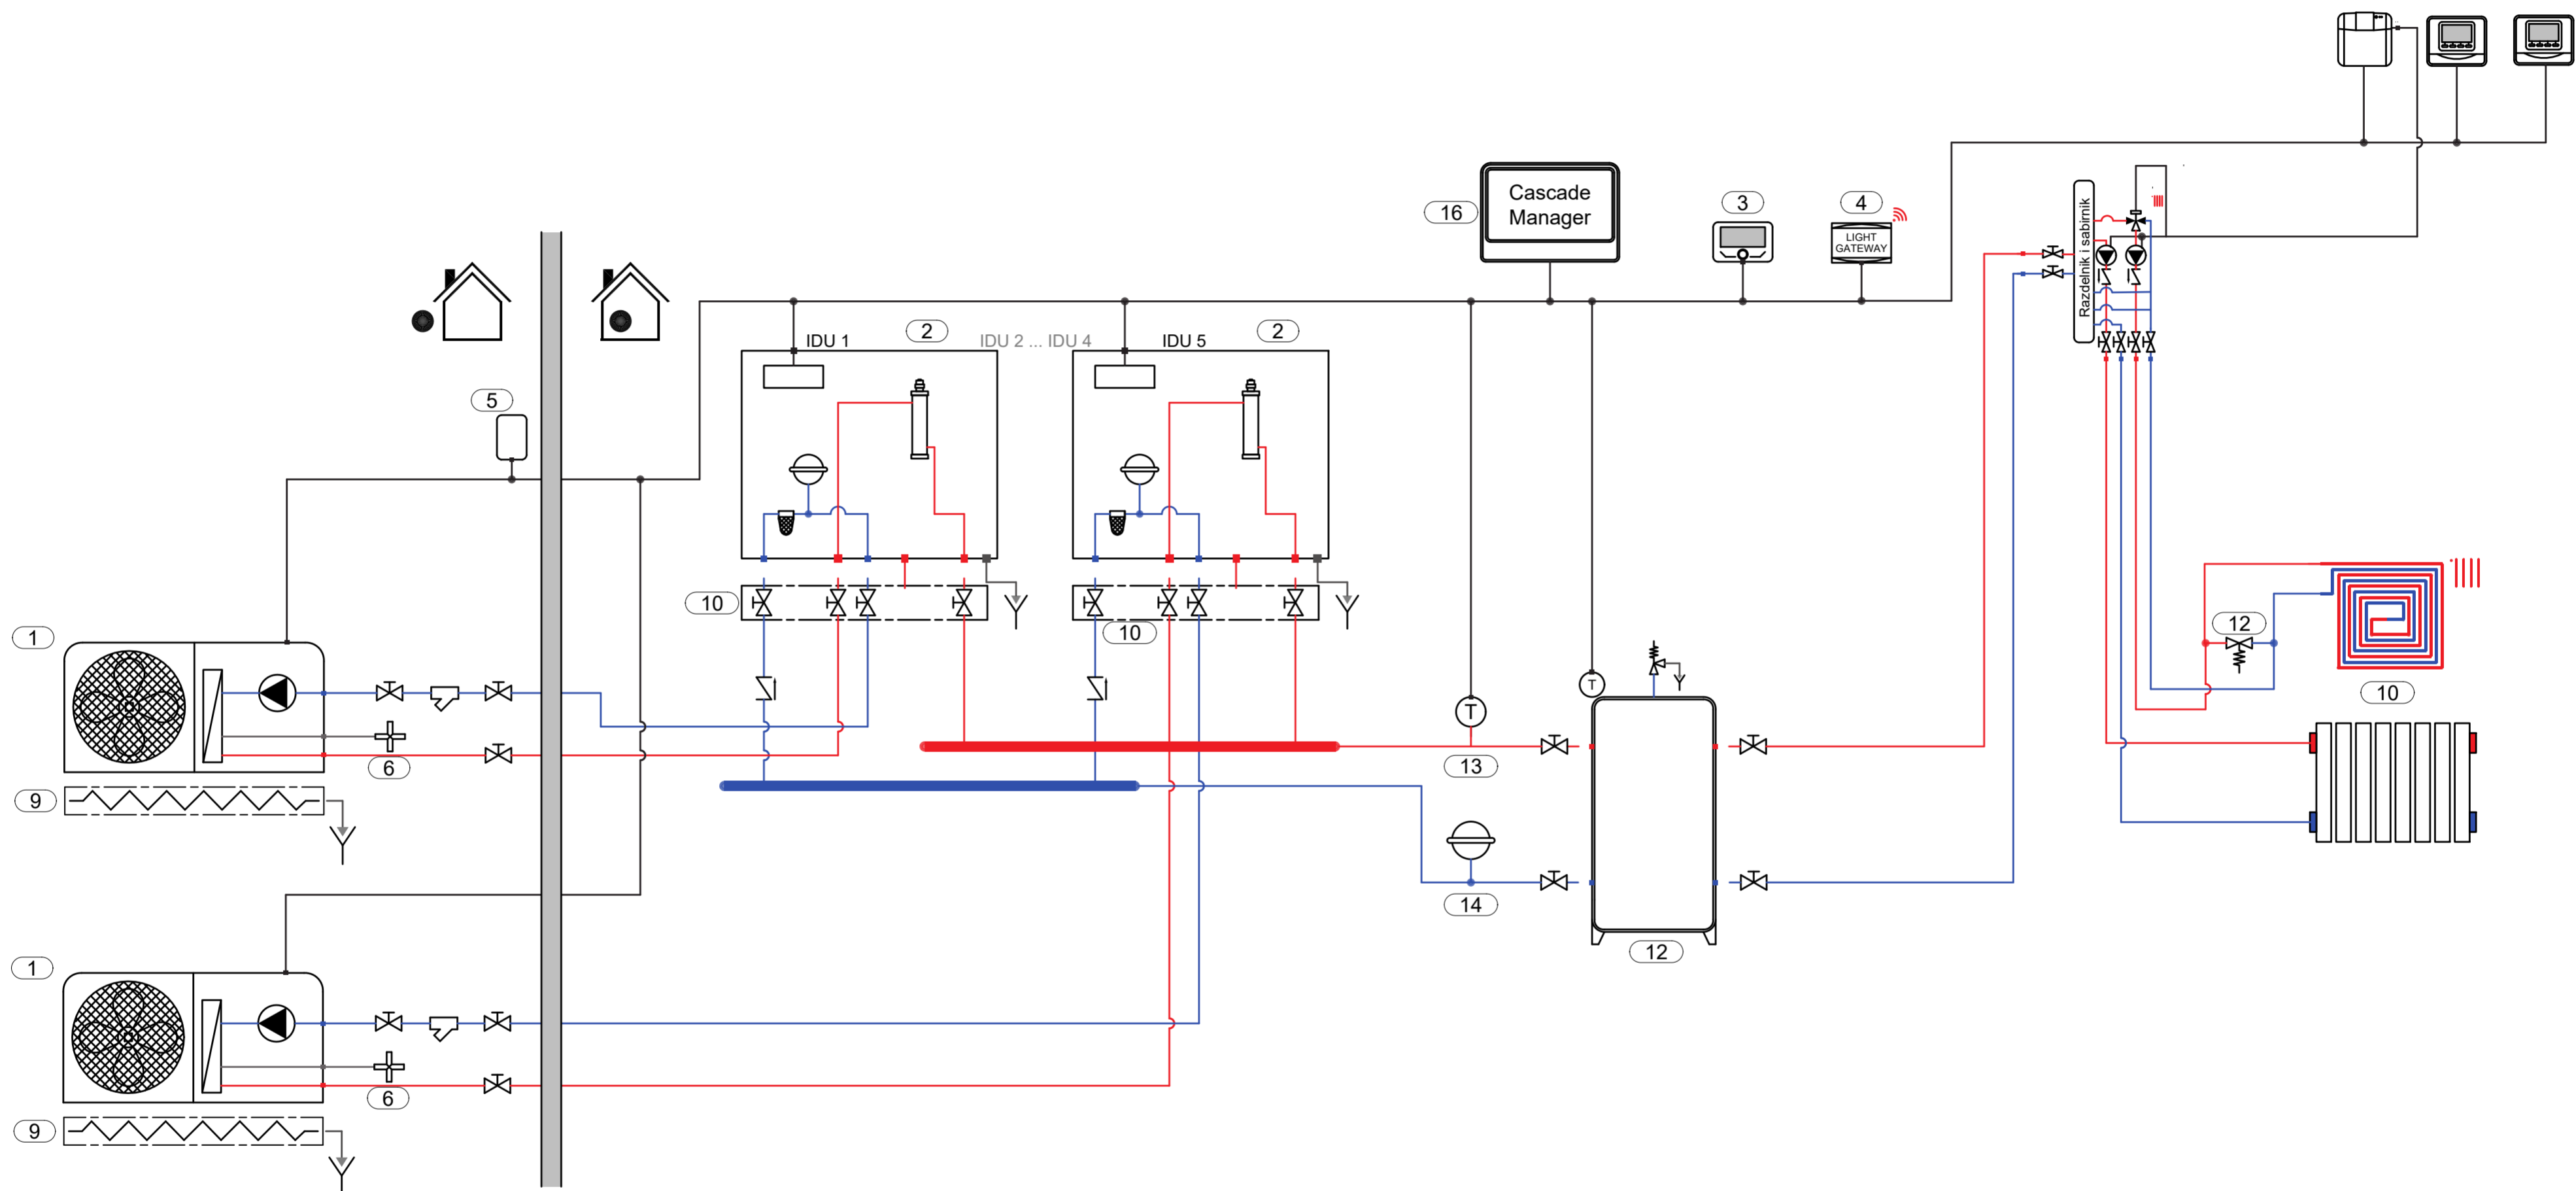 16
Cascade
Manager
3
4
LIGHT
GATEWAY
Razdelnik i sabirnik
IDU 1
2
IDU 2 ... IDU 4
IDU 5
2
5
10
10
1
6
9
T
T
13
14
12
12
10
1
6
9